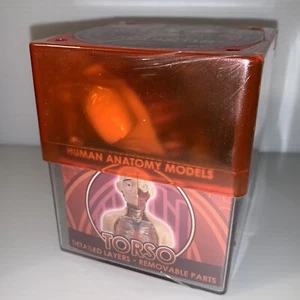 HUMAN ANATOMY MODELS
TORSO
DETAILED LAYERS • REMOVABLE PARTS